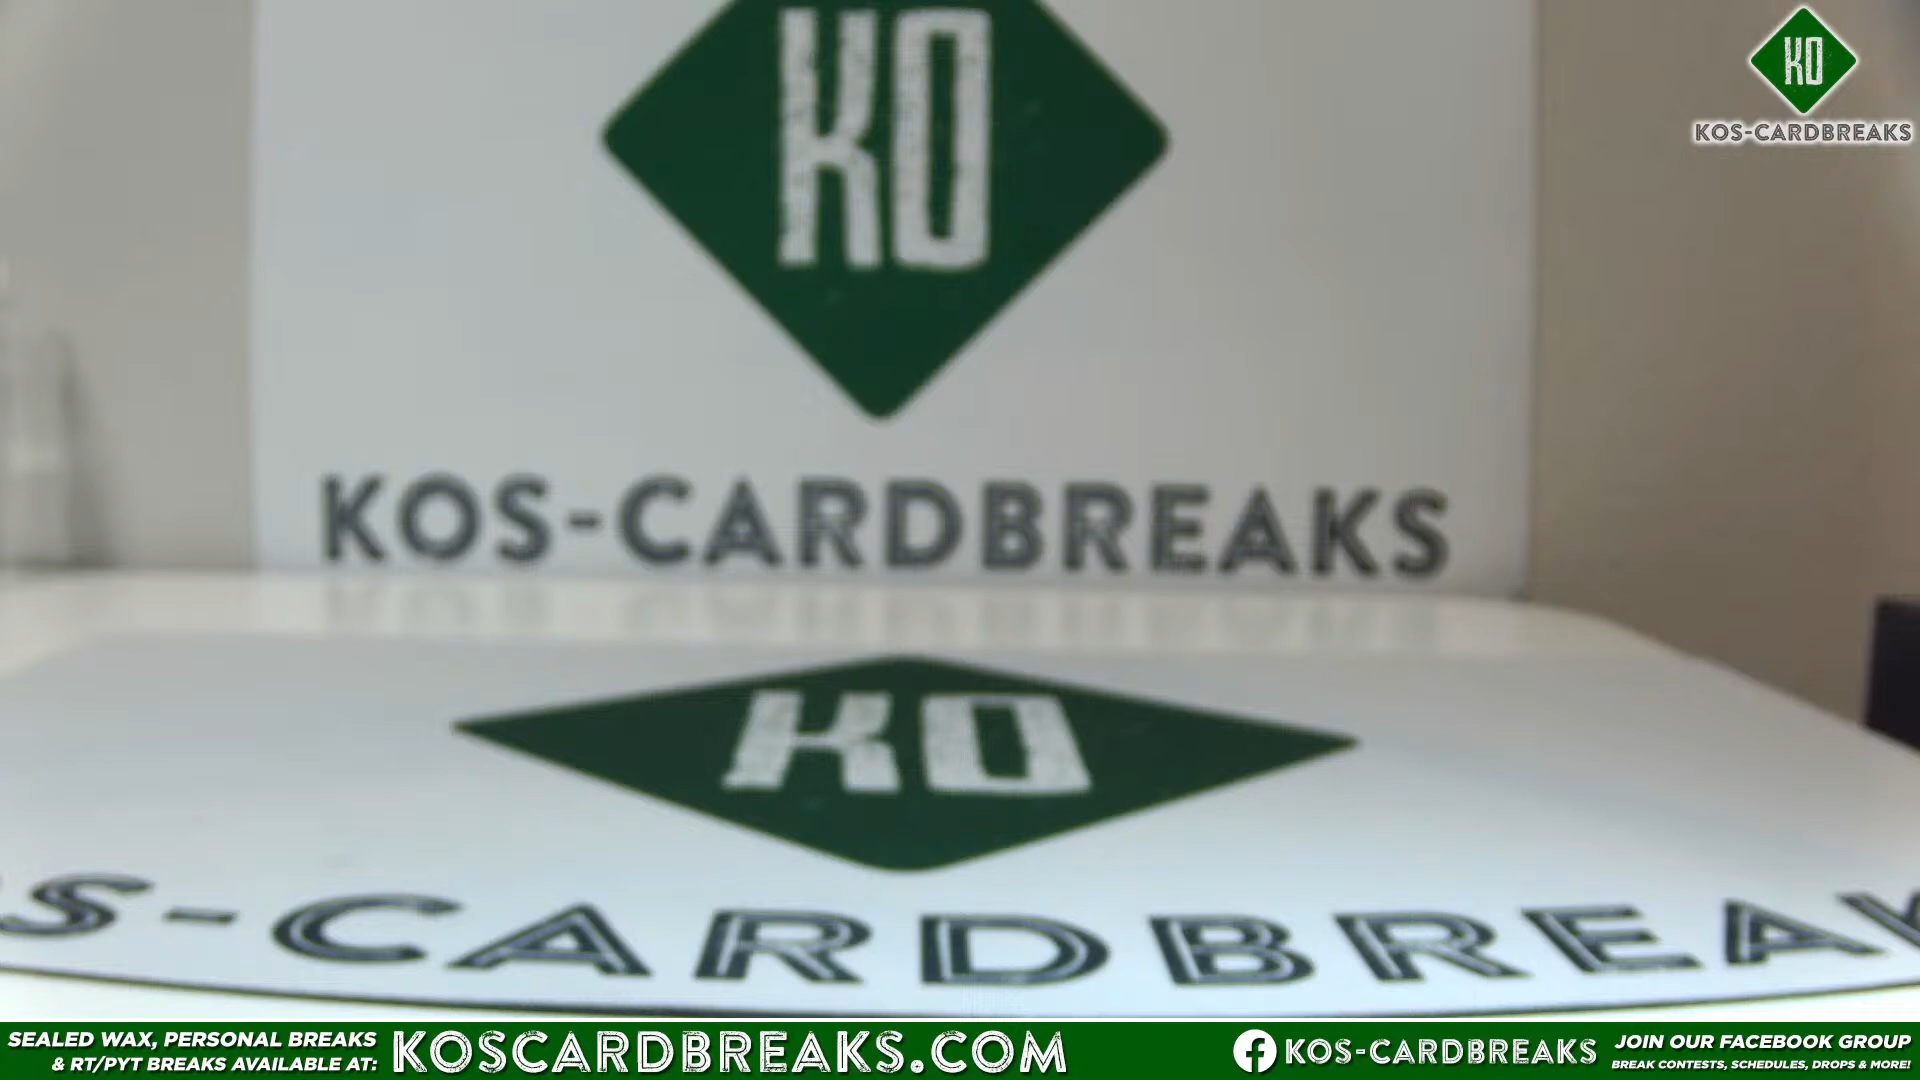 KO
KOS-CARDBREAKS
KO
KOS-CARDBREAKS
KO
S-CARDBREAK
SEALED WAX, PERSONAL BREAKS
& RT/PYT BREAKS AVAILABLE AT:
KOSCARDBREAKS.COM
KOS-CARDBREAKS
JOIN OUR FACEBOOK GROUP
BREAK CONTESTS, SCHEDULES, DROPS & MORE!